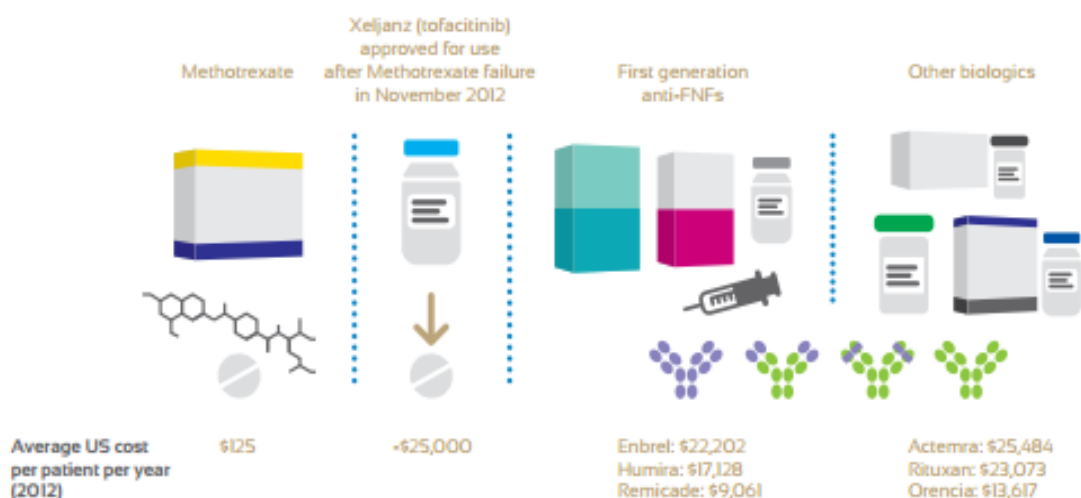 Methotrexate
Xeljanz (tofacitinib)
approved for use
after Methotrexate failure
in November 2012
First generation
anti-FNFs
Other biologics
Average US cost
per patient per year
(2012)
$125
~$25,000
Enbrel: $22,202
Humira: $17,128
Remicade: $9,061
Actemra: $25,484
Rituxan: $23,073
Orencia: $13,617